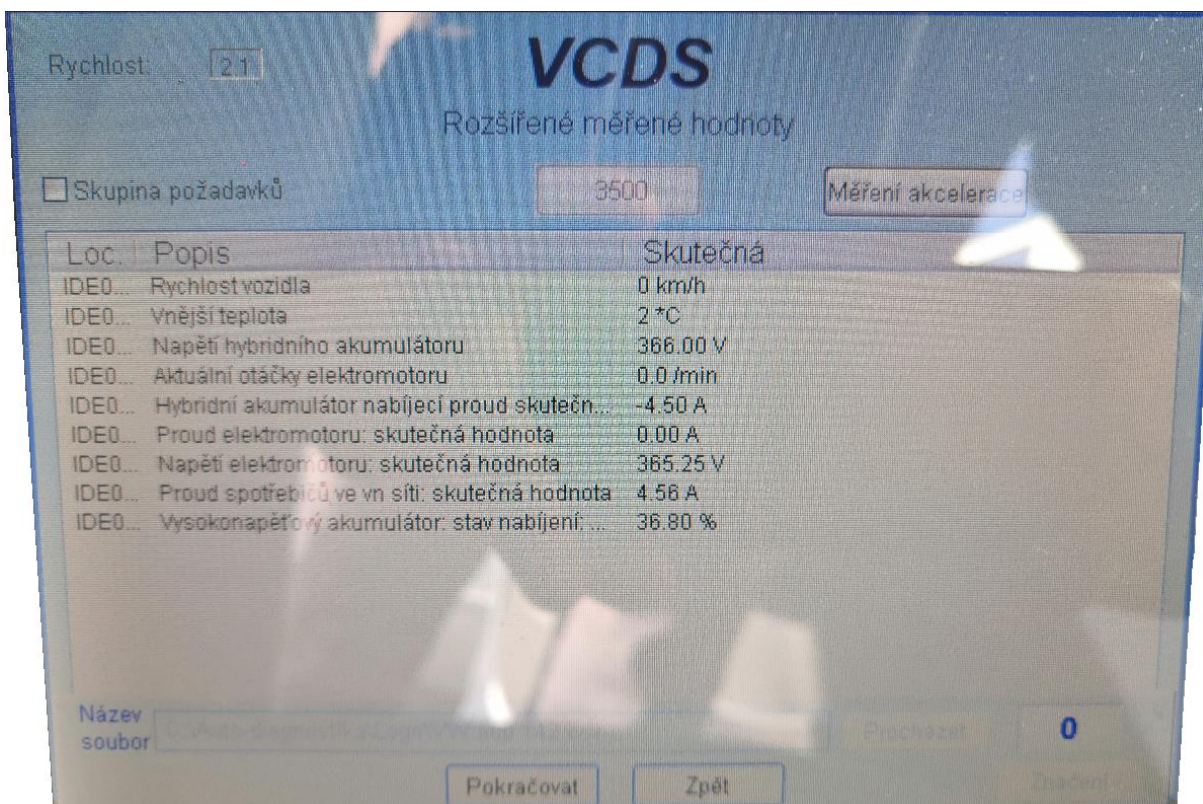 Rychlost: 2.1
VCDS
Rozšířené měřené hodnoty
Skupina požadavků 3500 Měření akcelerace
Loc. Popis Skutečná
IDE0... Rychlost vozidla 0 km/h
IDE0... Vnější teplota 2 *C
IDE0... Napětí hybridního akumulátoru 366.00 V
IDE0... Aktuální otáčky elektromotoru 0.0 /min
IDE0... Hybridní akumulátor nabíjecí proud skutečn... -4.50 A
IDE0... Proud elektromotoru: skutečná hodnota 0.00 A
IDE0... Napětí elektromotoru: skutečná hodnota 365.25 V
IDE0... Proud spotřebičů ve vn síti: skutečná hodnota 4.56 A
IDE0... Vysokonapěťový akumulátor: stav nabíjení: ... 36.80 %
Název
soubor Procházet 0
Pokračovat Zpět Značení